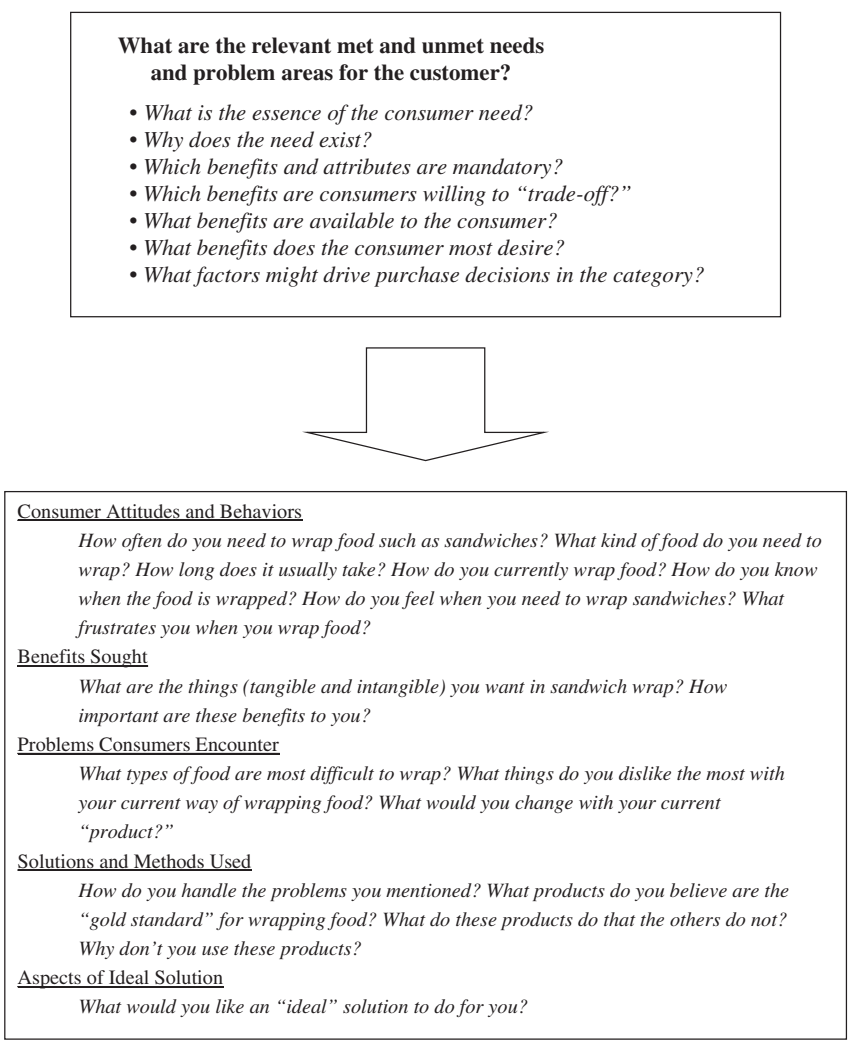 What are the relevant met and unmet needs
and problem areas for the customer?
• What is the essence of the consumer need?
• Why does the need exist?
• Which benefits and attributes are mandatory?
• Which benefits are consumers willing to “trade-off?”
• What benefits are available to the consumer?
• What benefits does the consumer most desire?
• What factors might drive purchase decisions in the category?
Consumer Attitudes and Behaviors
How often do you need to wrap food such as sandwiches? What kind of food do you need to
wrap? How long does it usually take? How do you currently wrap food? How do you know
when the food is wrapped? How do you feel when you need to wrap sandwiches? What
frustrates you when you wrap food?
Benefits Sought
What are the things (tangible and intangible) you want in sandwich wrap? How
important are these benefits to you?
Problems Consumers Encounter
What types of food are most difficult to wrap? What things do you dislike the most with
your current way of wrapping food? What would you change with your current
“product?”
Solutions and Methods Used
How do you handle the problems you mentioned? What products do you believe are the
“gold standard” for wrapping food? What do these products do that the others do not?
Why don’t you use these products?
Aspects of Ideal Solution
What would you like an “ideal” solution to do for you?